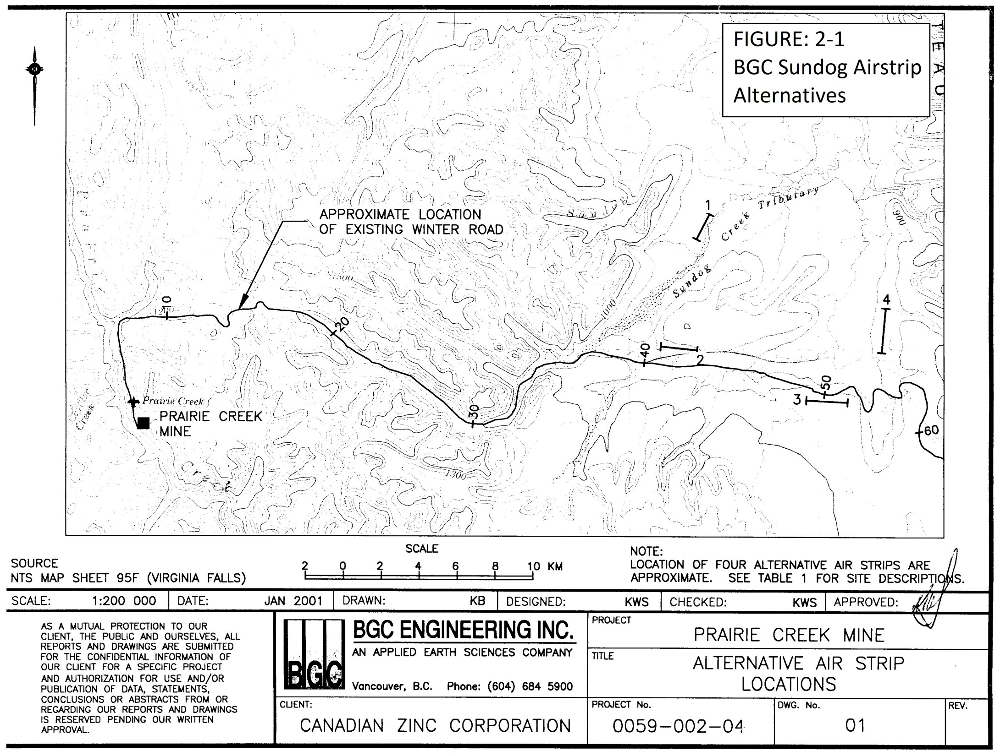 FIGURE: 2-1
BGC Sundog Airstrip
Alternatives
T E A U
APPROXIMATE LOCATION
OF EXISTING WINTER ROAD
1
Creek Tributary
Sundog
900
1500
1000
4
10
1200
20
40
2
50
3
30
60
Prairie Creek
PRAIRIE CREEK
MINE
Creek
1300
SCALE
2 0 2 4 6 8 10 KM
SOURCE
NTS MAP SHEET 95F (VIRGINIA FALLS)
NOTE:
LOCATION OF FOUR ALTERNATIVE AIR STRIPS ARE
APPROXIMATE. SEE TABLE 1 FOR SITE DESCRIPTIONS.
SCALE: 1:200 000 DATE: JAN 2001 DRAWN: KB DESIGNED: KWS CHECKED: KWS APPROVED:
AS A MUTUAL PROTECTION TO OUR
CLIENT, THE PUBLIC AND OURSELVES, ALL
REPORTS AND DRAWINGS ARE SUBMITTED
FOR THE CONFIDENTIAL INFORMATION OF
OUR CLIENT FOR A SPECIFIC PROJECT
AND AUTHORIZATION FOR USE AND/OR
PUBLICATION OF DATA, STATEMENTS,
CONCLUSIONS OR ABSTRACTS FROM OR
REGARDING OUR REPORTS AND DRAWINGS
IS RESERVED PENDING OUR WRITTEN
APPROVAL.
BGC
BGC ENGINEERING INC.
AN APPLIED EARTH SCIENCES COMPANY
Vancouver, B.C. Phone: (604) 684 5900
CLIENT:
CANADIAN ZINC CORPORATION
PROJECT
PRAIRIE CREEK MINE
TITLE
ALTERNATIVE AIR STRIP
LOCATIONS
PROJECT No.
0059-002-04
DWG. No.
01
REV.